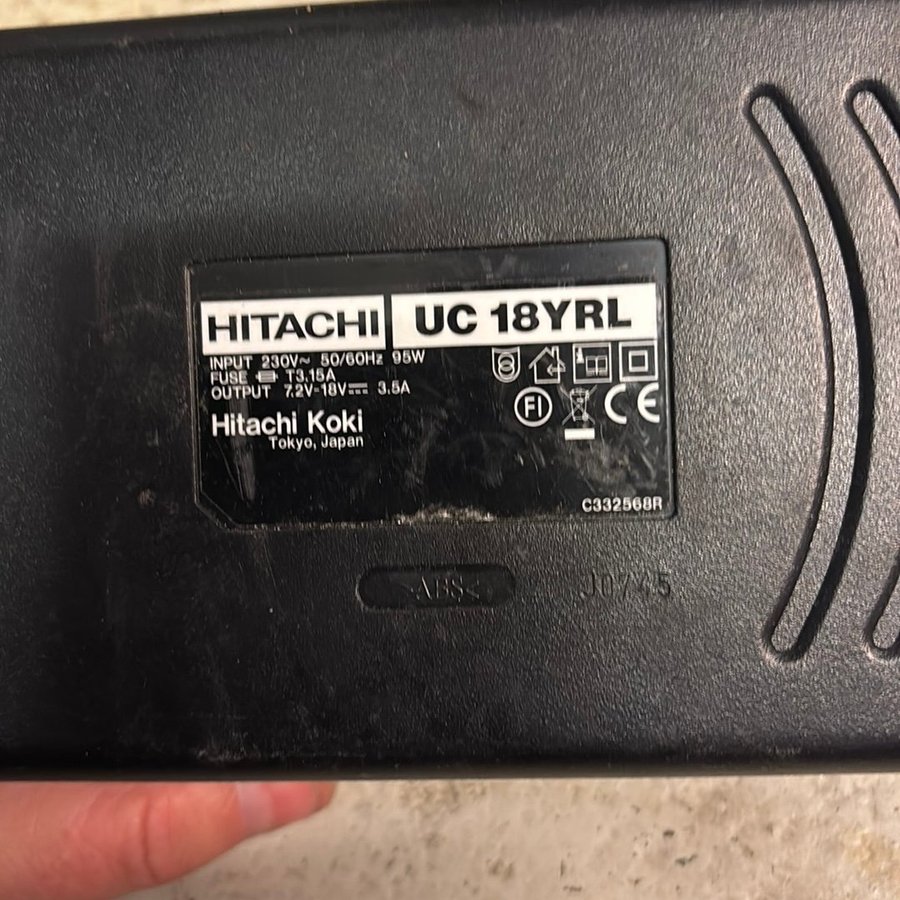 HITACHI UC 18YRL
INPUT 230V~ 50/60Hz 95W
FUSE T3.15A
OUTPUT 7.2V-18V⎓ 3.5A
Hitachi Koki
Tokyo, Japan
FI
CE
C332568R
>ABS<
J0745